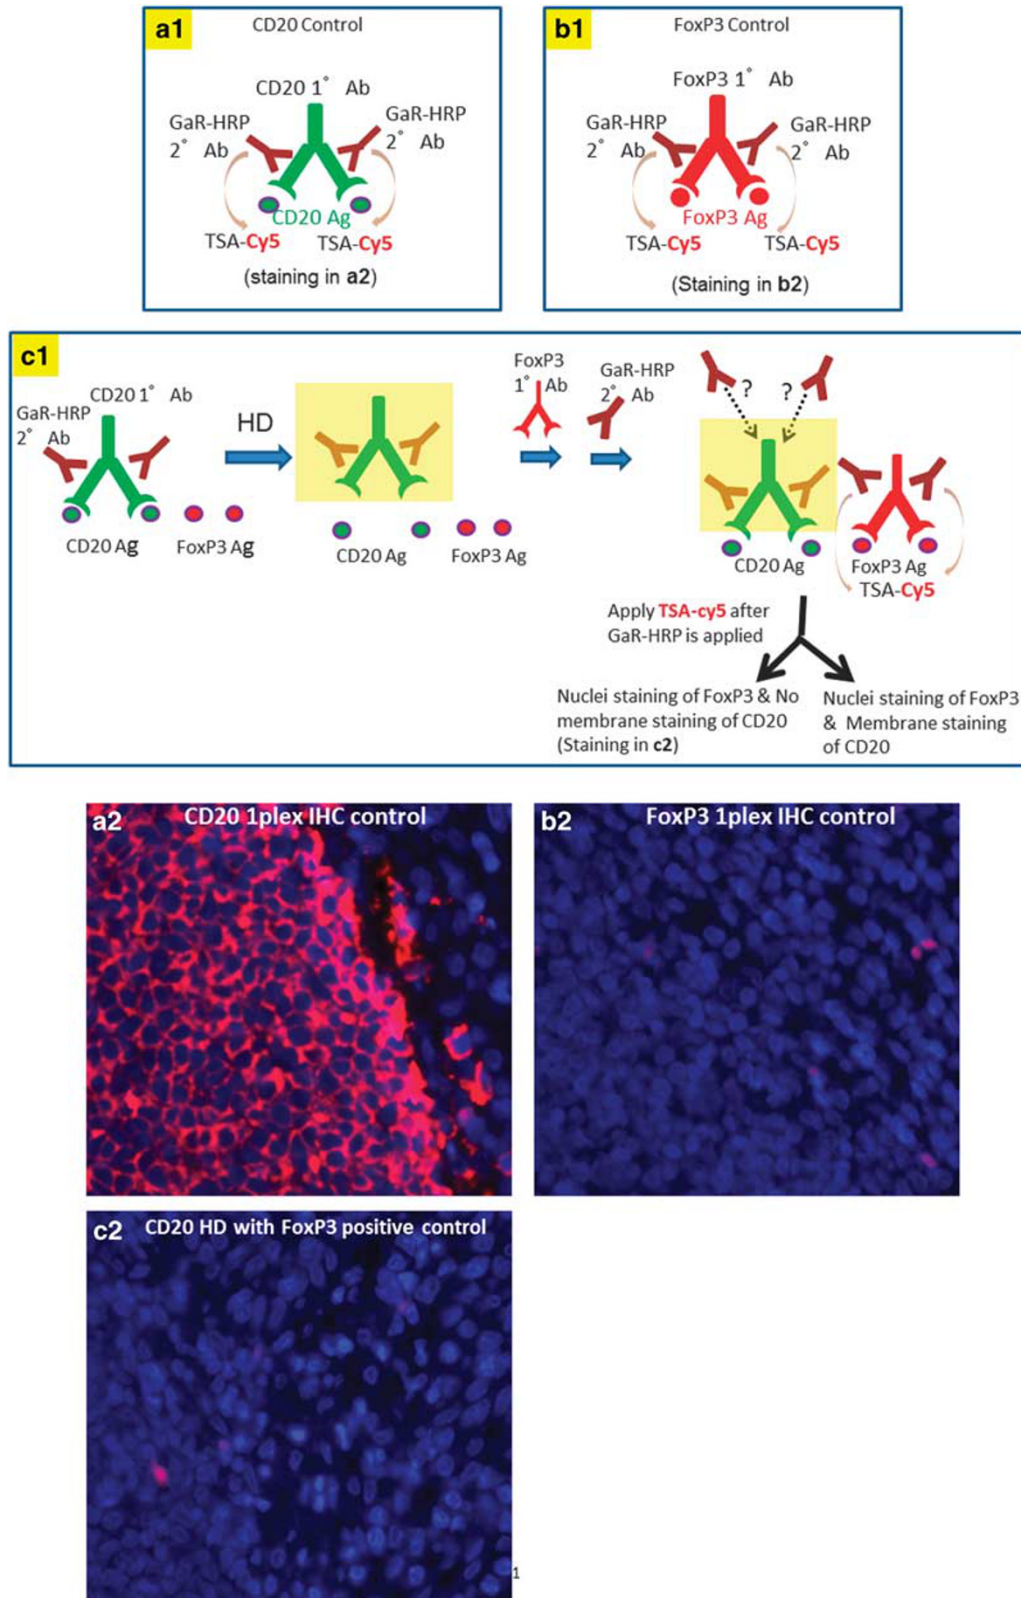 a1
CD20 Control
CD20 1° Ab
GaR-HRP
2° Ab
GaR-HRP
2° Ab
CD20 Ag
TSA-Cy5
TSA-Cy5
(staining in a2)
b1
FoxP3 Control
FoxP3 1° Ab
GaR-HRP
2° Ab
GaR-HRP
2° Ab
FoxP3 Ag
TSA-Cy5
TSA-Cy5
(Staining in b2)
c1
CD20 1° Ab
GaR-HRP
2° Ab
CD20 Ag
FoxP3 Ag
HD
CD20 Ag
FoxP3 Ag
FoxP3
1° Ab
GaR-HRP
2° Ab
?
?
CD20 Ag
FoxP3 Ag
TSA-Cy5
Apply TSA-cy5 after
GaR-HRP is applied
Nuclei staining of FoxP3 & No
membrane staining of CD20
(Staining in c2)
Nuclei staining of FoxP3
& Membrane staining
of CD20
a2
CD20 1plex IHC control
b2
FoxP3 1plex IHC control
c2
CD20 HD with FoxP3 positive control
1